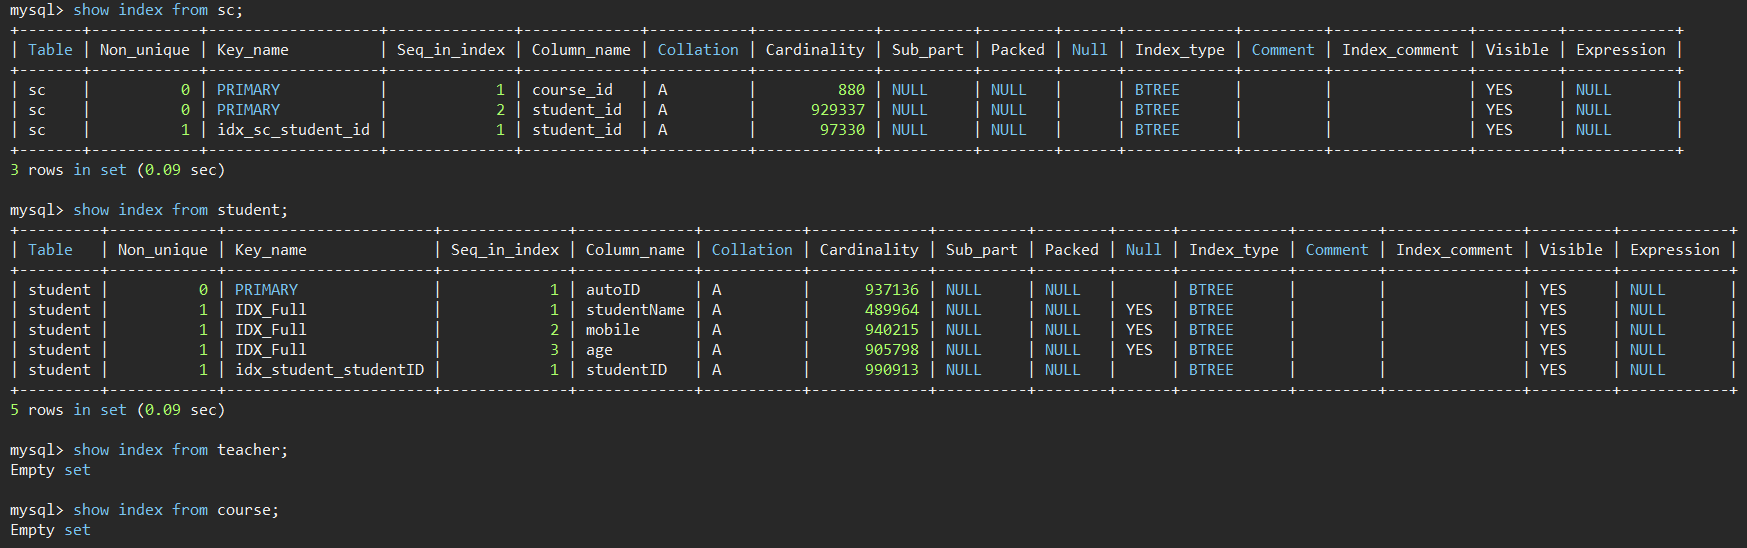 mysql> show index from sc;
+-------+------------+-------------------+--------------+-------------+-----------+-------------+----------+--------+------+------------+---------+---------------+---------+------------+
| Table | Non_unique | Key_name          | Seq_in_index | Column_name | Collation | Cardinality | Sub_part | Packed | Null | Index_type | Comment | Index_comment | Visible | Expression |
+-------+------------+-------------------+--------------+-------------+-----------+-------------+----------+--------+------+------------+---------+---------------+---------+------------+
| sc    |          0 | PRIMARY           |            1 | course_id   | A         |         880 | NULL     | NULL   |      | BTREE      |         |               | YES     | NULL       |
| sc    |          0 | PRIMARY           |            2 | student_id  | A         |      929337 | NULL     | NULL   |      | BTREE      |         |               | YES     | NULL       |
| sc    |          1 | idx_sc_student_id |            1 | student_id  | A         |       97330 | NULL     | NULL   |      | BTREE      |         |               | YES     | NULL       |
+-------+------------+-------------------+--------------+-------------+-----------+-------------+----------+--------+------+------------+---------+---------------+---------+------------+
3 rows in set (0.09 sec)

mysql> show index from student;
+---------+------------+-----------------------+--------------+-------------+-----------+-------------+----------+--------+------+------------+---------+---------------+---------+------------+
| Table   | Non_unique | Key_name              | Seq_in_index | Column_name | Collation | Cardinality | Sub_part | Packed | Null | Index_type | Comment | Index_comment | Visible | Expression |
+---------+------------+-----------------------+--------------+-------------+-----------+-------------+----------+--------+------+------------+---------+---------------+---------+------------+
| student |          0 | PRIMARY               |            1 | autoID      | A         |      937136 | NULL     | NULL   |      | BTREE      |         |               | YES     | NULL       |
| student |          1 | IDX_Full              |            1 | studentName | A         |      489964 | NULL     | NULL   | YES  | BTREE      |         |               | YES     | NULL       |
| student |          1 | IDX_Full              |            2 | mobile      | A         |      940215 | NULL     | NULL   | YES  | BTREE      |         |               | YES     | NULL       |
| student |          1 | IDX_Full              |            3 | age         | A         |      905798 | NULL     | NULL   | YES  | BTREE      |         |               | YES     | NULL       |
| student |          1 | idx_student_studentID |            1 | studentID   | A         |      990913 | NULL     | NULL   |      | BTREE      |         |               | YES     | NULL       |
+---------+------------+-----------------------+--------------+-------------+-----------+-------------+----------+--------+------+------------+---------+---------------+---------+------------+
5 rows in set (0.09 sec)

mysql> show index from teacher;
Empty set

mysql> show index from course;
Empty set